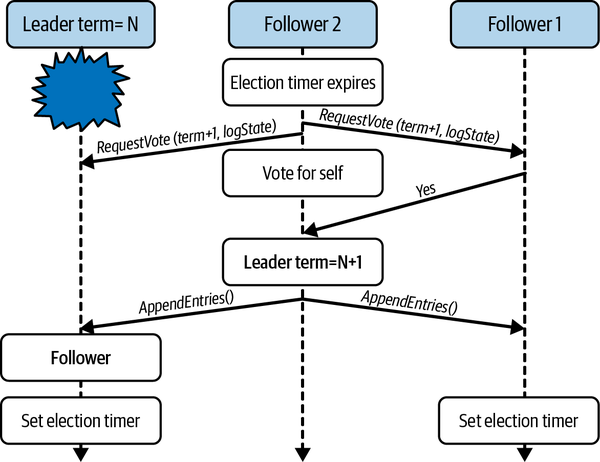 Leader term= N
Follower 2
Follower 1
Election timer expires
RequestVote (term+1, logState)
RequestVote (term+1, logState)
Vote for self
Yes
Leader term=N+1
AppendEntries()
AppendEntries()
Follower
Set election timer
Set election timer